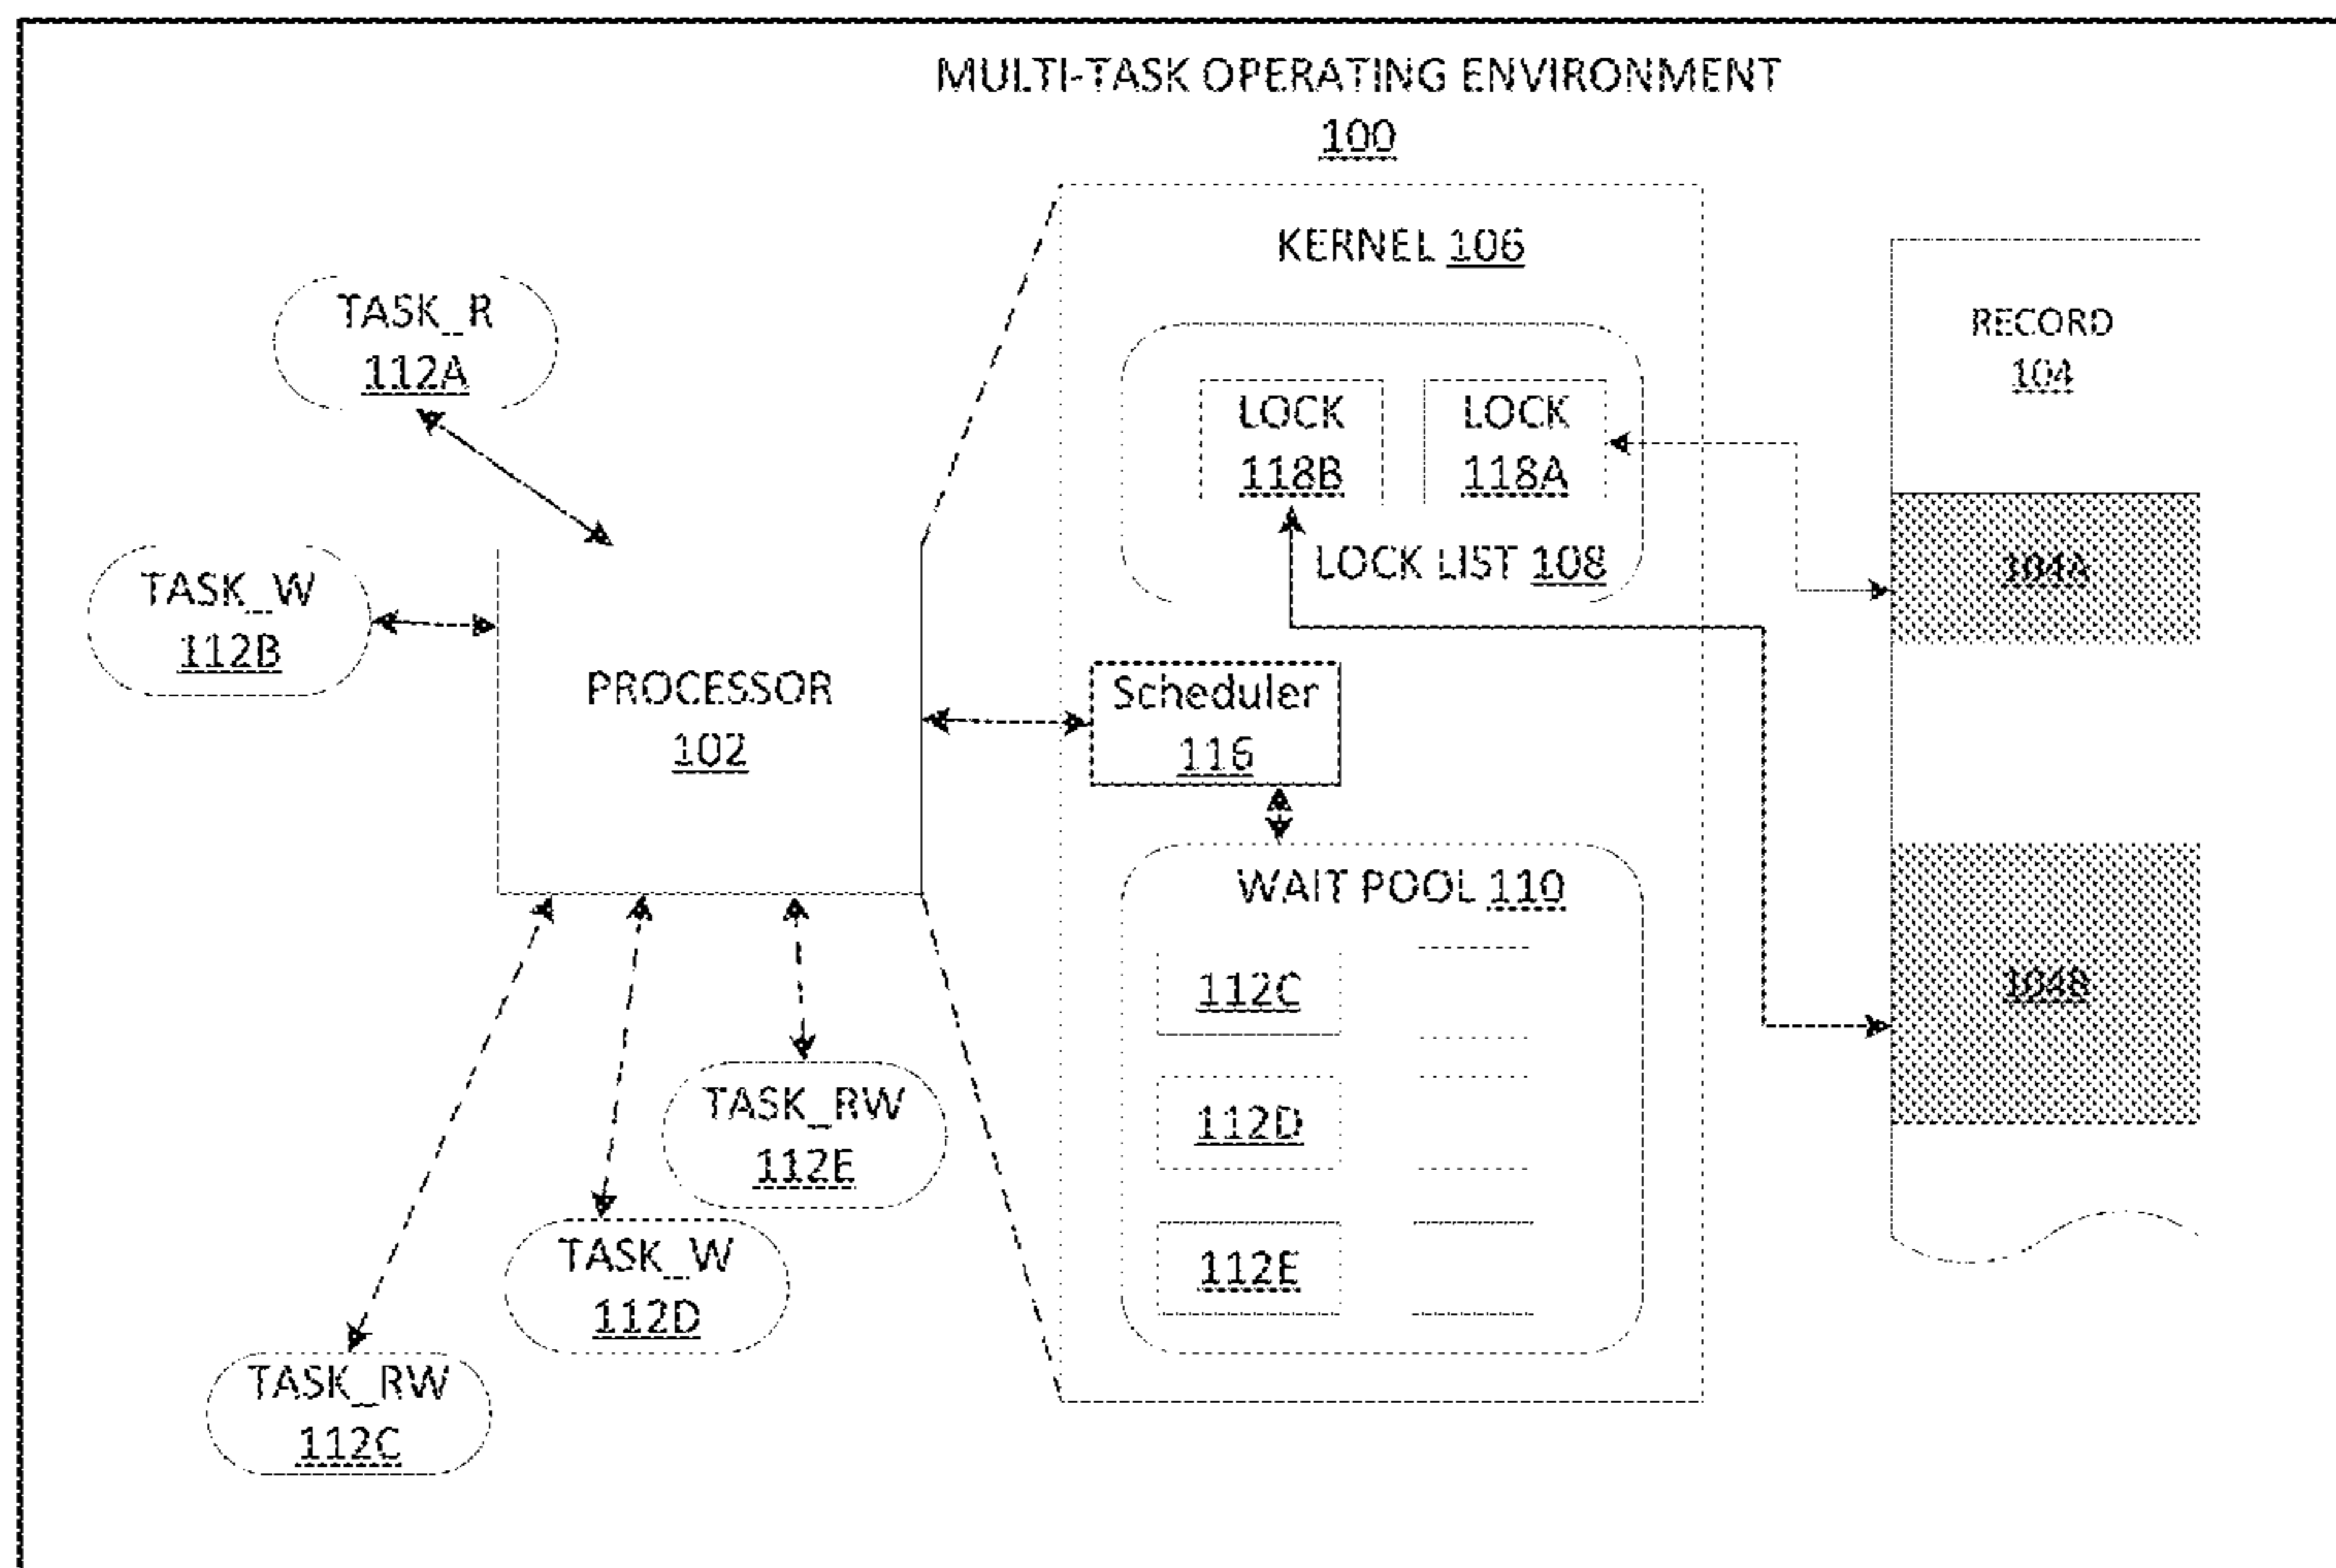 MULTI-TASK OPERATING ENVIRONMENT
100
KERNEL 106
TASK_R
112A
RECORD
104
LOCK
118B
LOCK
118A
LOCK LIST 108
104A
TASK_W
112B
PROCESSOR
102
Scheduler
116
WAIT POOL 110
112C
112D
112E
104B
TASK_RW
112E
TASK_W
112D
TASK_RW
112C